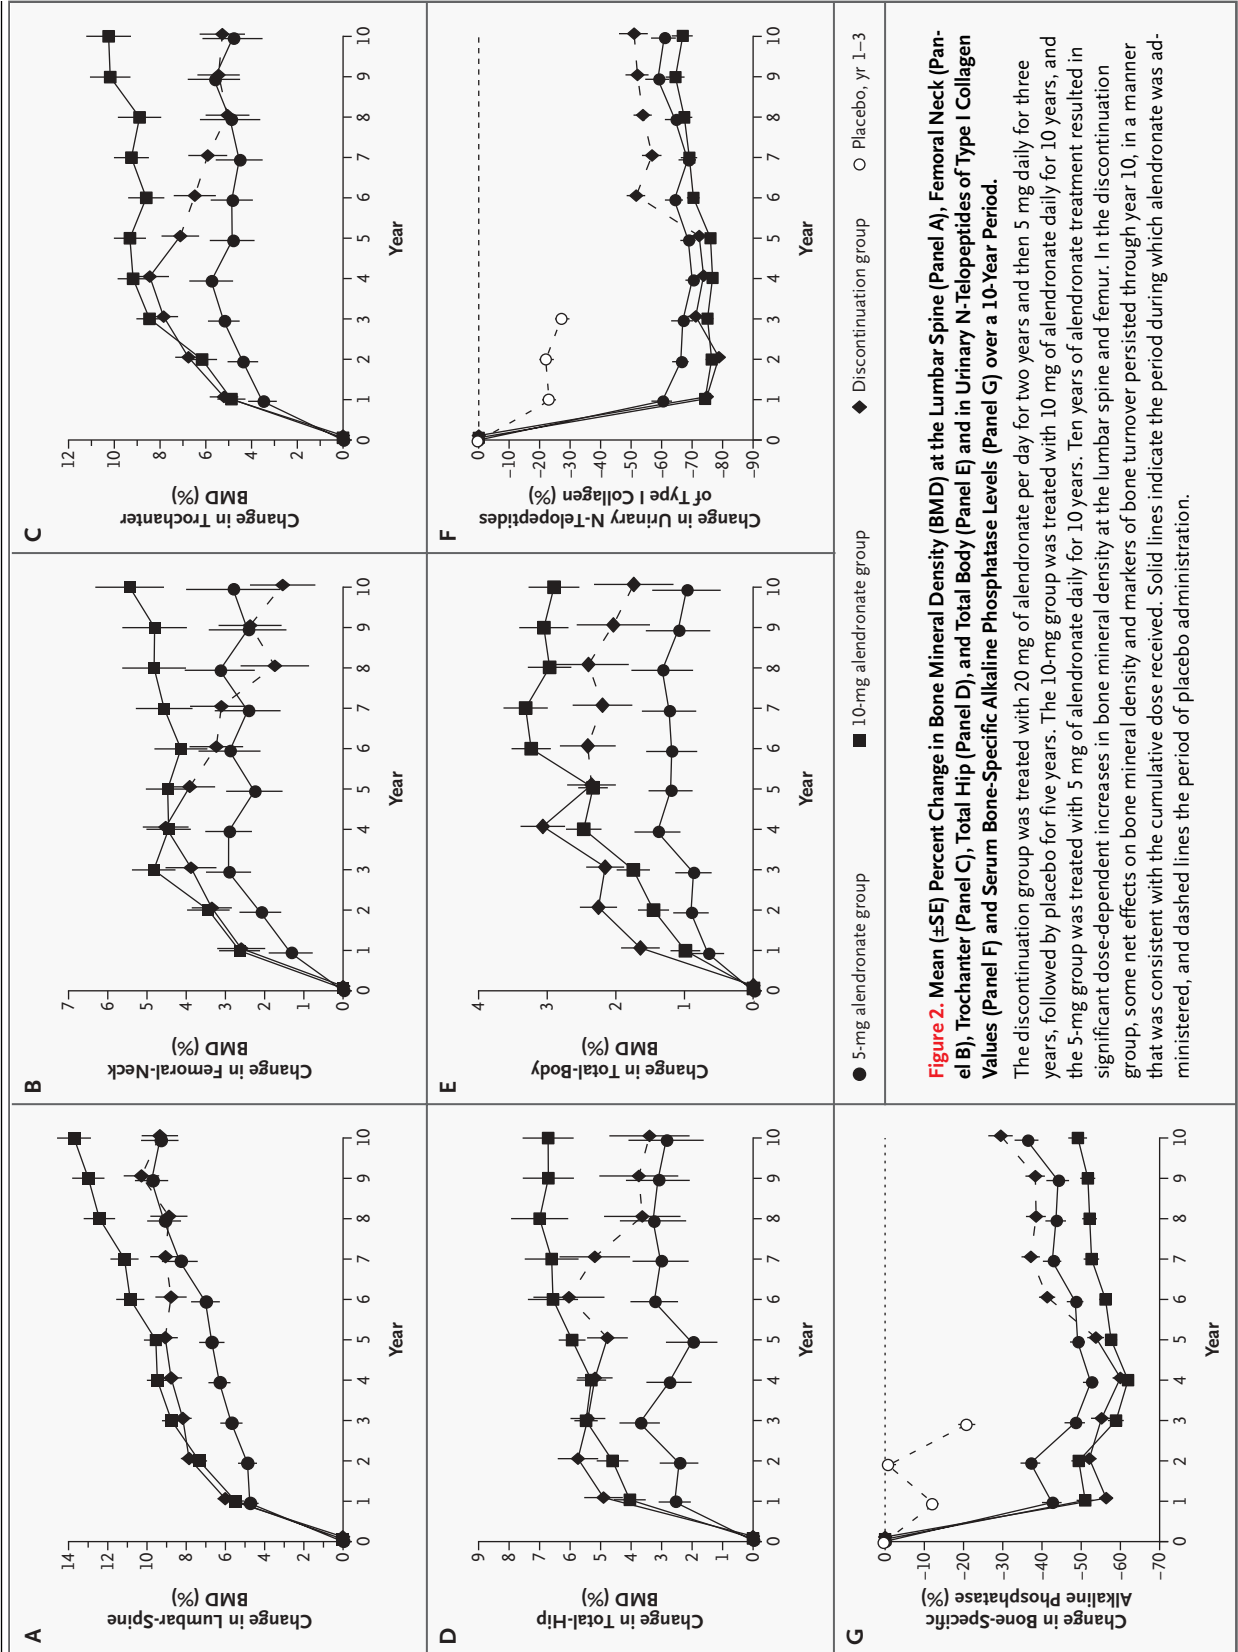 A
Change in Lumbar-Spine
BMD (%)
14
12
10
8
6
4
2
0
0 1 2 3 4 5 6 7 8 9 10
Year
B
Change in Femoral-Neck
BMD (%)
7
6
5
4
3
2
1
0
0 1 2 3 4 5 6 7 8 9 10
Year
C
Change in Trochanter
BMD (%)
12
10
8
6
4
2
0
0 1 2 3 4 5 6 7 8 9 10
Year
D
Change in Total-Hip
BMD (%)
9
8
7
6
5
4
3
2
1
0
0 1 2 3 4 5 6 7 8 9 10
Year
E
Change in Total-Body
BMD (%)
4
3
2
1
0
0 1 2 3 4 5 6 7 8 9 10
Year
F
Change in Urinary N-Telopeptides
of Type I Collagen (%)
0
−10
−20
−30
−40
−50
−60
−70
−80
−90
0 1 2 3 4 5 6 7 8 9 10
Year
G
Change in Bone-Specific
Alkaline Phosphatase (%)
0
−10
−20
−30
−40
−50
−60
−70
0 1 2 3 4 5 6 7 8 9 10
Year
5-mg alendronate group
10-mg alendronate group
Discontinuation group
Placebo, yr 1–3
Figure 2. Mean (±SE) Percent Change in Bone Mineral Density (BMD) at the Lumbar Spine (Panel A), Femoral Neck (Pan-
el B), Trochanter (Panel C), Total Hip (Panel D), and Total Body (Panel E) and in Urinary N-Telopeptides of Type I Collagen
Values (Panel F) and Serum Bone-Specific Alkaline Phosphatase Levels (Panel G) over a 10-Year Period.
The discontinuation group was treated with 20 mg of alendronate per day for two years and then 5 mg daily for three
years, followed by placebo for five years. The 10-mg group was treated with 10 mg of alendronate daily for 10 years, and
the 5-mg group was treated with 5 mg of alendronate daily for 10 years. Ten years of alendronate treatment resulted in
significant dose-dependent increases in bone mineral density at the lumbar spine and femur. In the discontinuation
group, some net effects on bone mineral density and markers of bone turnover persisted through year 10, in a manner
that was consistent with the cumulative dose received. Solid lines indicate the period during which alendronate was ad-
ministered, and dashed lines the period of placebo administration.